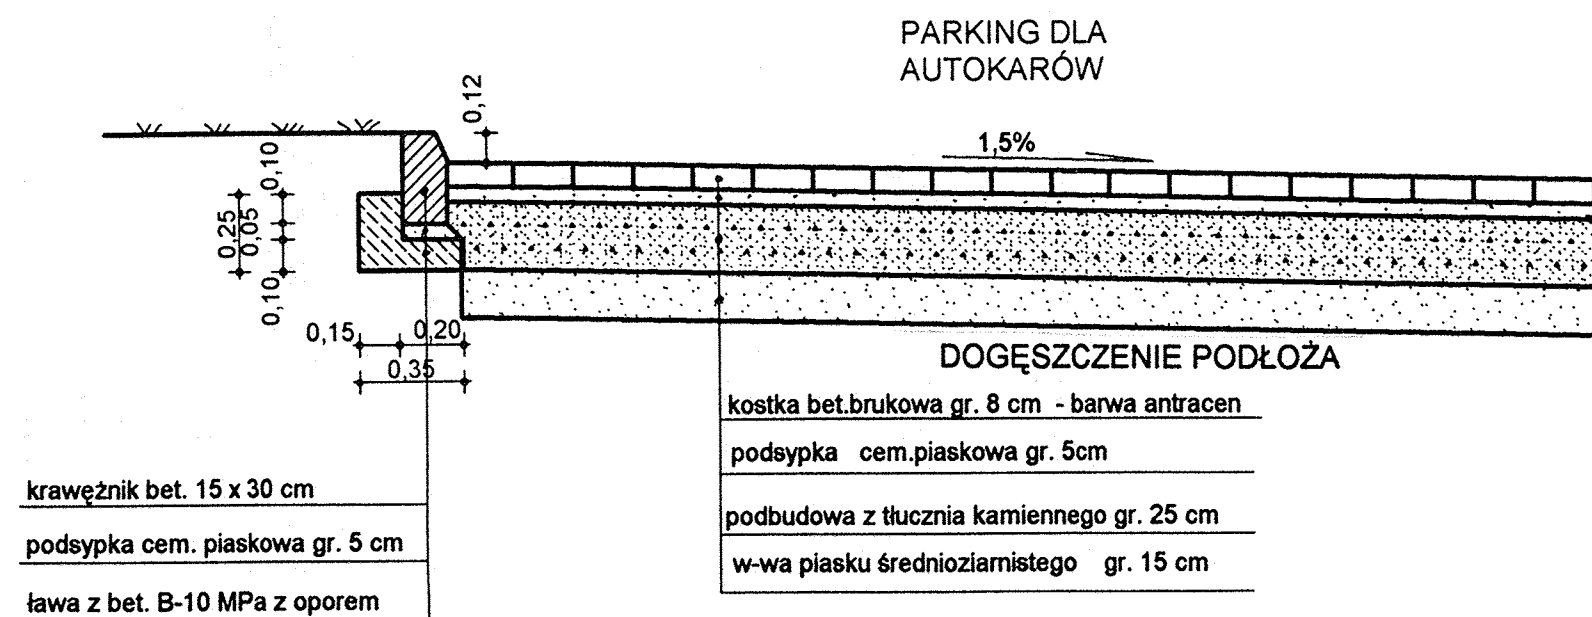 PARKING DLA
AUTOKARÓW
0,12
1,5%
0,10
0,25
0,05
0,10
0,15
0,20
0,35
DOGĘSZCZENIE PODŁOŻA
kostka bet.brukowa gr. 8 cm - barwa antracen
podsypka cem.piaskowa gr. 5cm
podbudowa z tłucznia kamiennego gr. 25 cm
w-wa piasku średnioziarnistego gr. 15 cm
krawężnik bet. 15 x 30 cm
podsypka cem. piaskowa gr. 5 cm
ława z bet. B-10 MPa z oporem